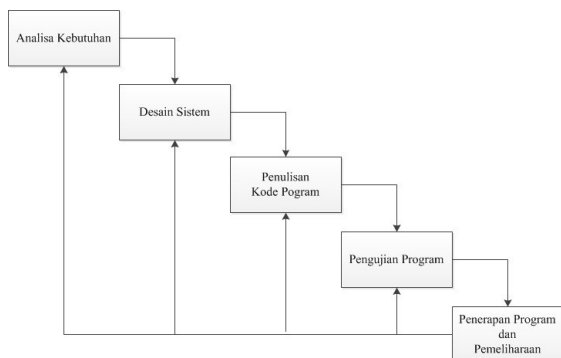 Analisa Kebutuhan
Desain Sistem
Penulisan
Kode Pogram
Pengujian Program
Penerapan Program
dan
Pemeliharaan